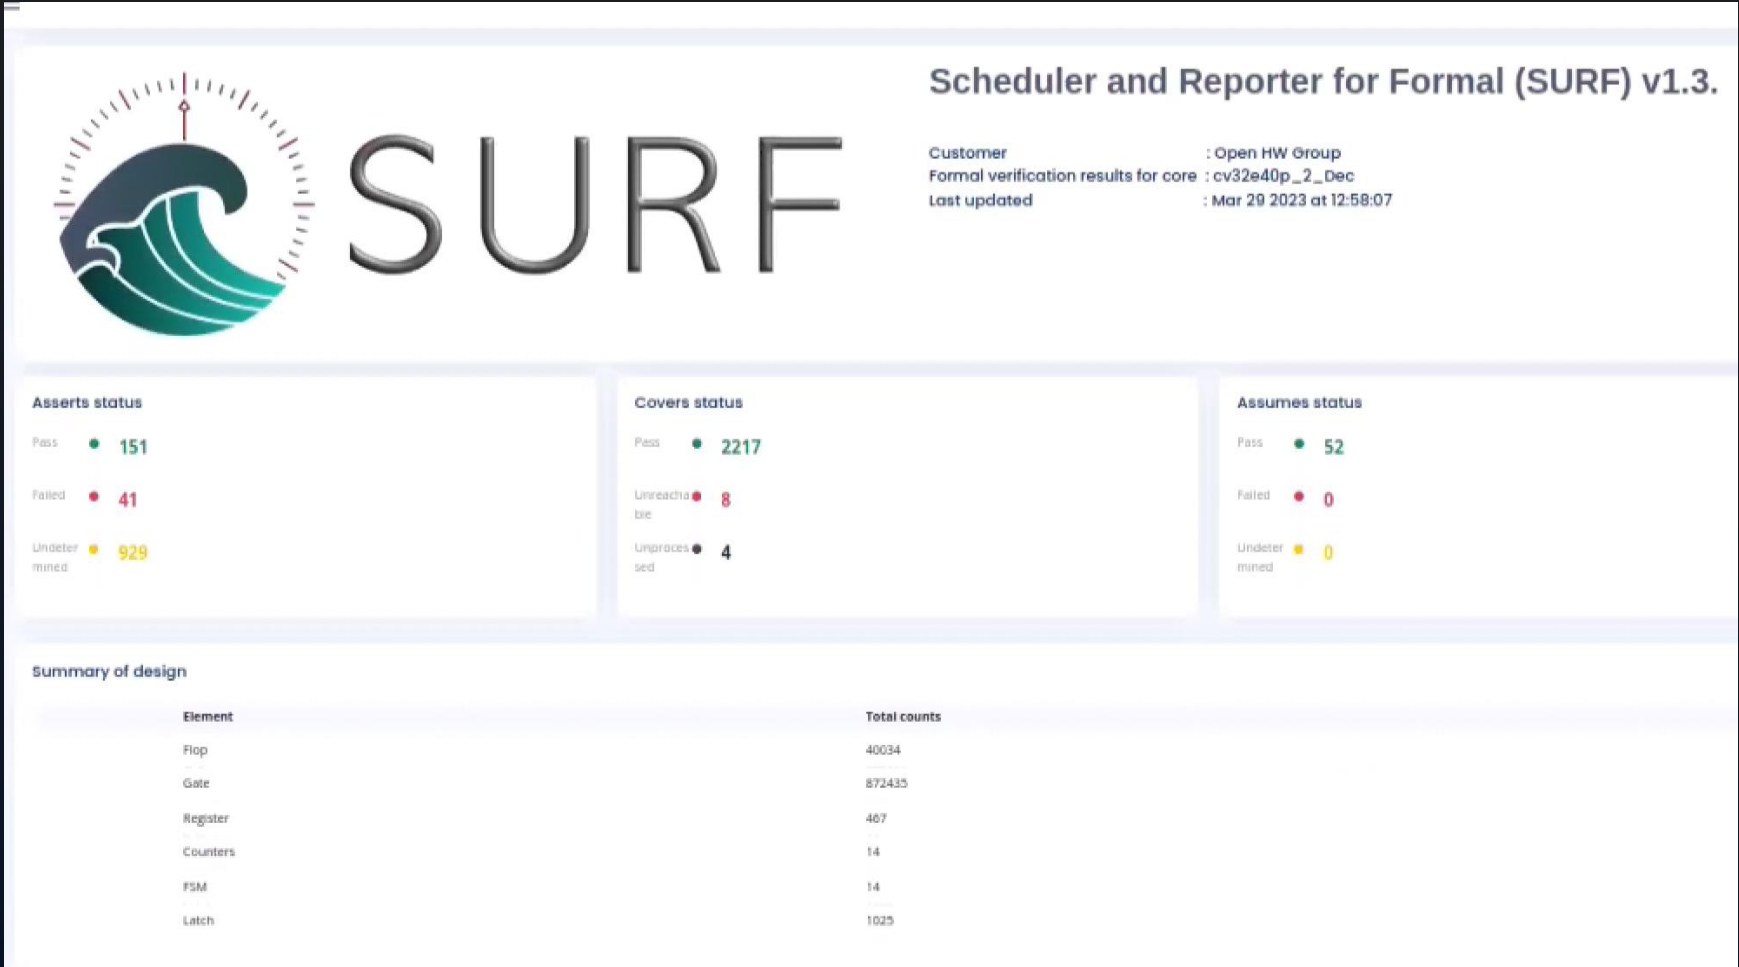 SURF
Scheduler and Reporter for Formal (SURF) v1.3.
Customer : Open HW Group
Formal verification results for core : cv32e40p_2_Dec
Last updated : Mar 29 2023 at 12:58:07
Asserts status
Pass 151
Failed 41
Undeter
mined 929
Covers status
Pass 2217
Unreacha
ble 8
Unproces
sed 4
Assumes status
Pass 52
Failed 0
Undeter
mined 0
Summary of design
Element Total counts
Flop 40034
Gate 872435
Register 467
Counters 14
FSM 14
Latch 1025